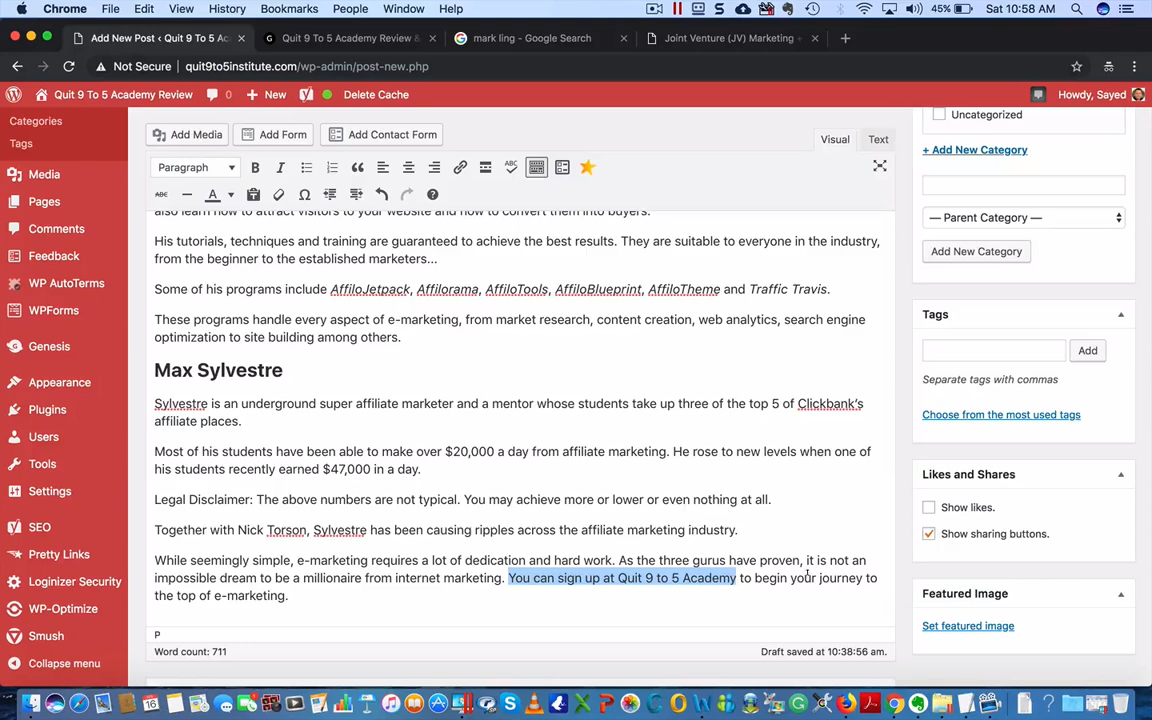 Chrome File Edit View History Bookmarks People Window Help 45% Sat 10:58 AM
Add New Post ‹ Quit 9 To 5 Ac Quit 9 To 5 Academy Review & mark ling - Google Search Joint Venture (JV) Marketing
Not Secure quit9to5institute.com/wp-admin/post-new.php
Quit 9 To 5 Academy Review 0 New Delete Cache Howdy, Sayed
Categories
Tags
Media
Pages
Comments
Feedback
WP AutoTerms
WPForms
Genesis
Appearance
Plugins
Users
Tools
Settings
SEO
Pretty Links
Loginizer Security
WP-Optimize
Smush
Collapse menu
Add Media Add Form Add Contact Form Visual Text
Paragraph B I ABC
ABC A
also learn how to attract visitors to your website and how to convert them into buyers.
His tutorials, techniques and training are guaranteed to achieve the best results. They are suitable to everyone in the industry,
from the beginner to the established marketers...
Some of his programs include AffiloJetpack, Affilorama, AffiloTools, AffiloBlueprint, AffiloTheme and Traffic Travis.
These programs handle every aspect of e-marketing, from market research, content creation, web analytics, search engine
optimization to site building among others.
Max Sylvestre
Sylvestre is an underground super affiliate marketer and a mentor whose students take up three of the top 5 of Clickbank's
affiliate places.
Most of his students have been able to make over $20,000 a day from affiliate marketing. He rose to new levels when one of
his students recently earned $47,000 in a day.
Legal Disclaimer: The above numbers are not typical. You may achieve more or lower or even nothing at all.
Together with Nick Torson, Sylvestre has been causing ripples across the affiliate marketing industry.
While seemingly simple, e-marketing requires a lot of dedication and hard work. As the three gurus have proven, it is not an
impossible dream to be a millionaire from internet marketing. You can sign up at Quit 9 to 5 Academy to begin your journey to
the top of e-marketing.
P
Word count: 711 Draft saved at 10:38:56 am.
Uncategorized
+ Add New Category
— Parent Category —
Add New Category
Tags
Add
Separate tags with commas
Choose from the most used tags
Likes and Shares
Show likes.
Show sharing buttons.
Featured Image
Set featured image